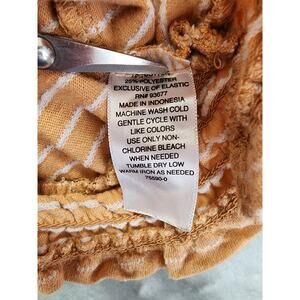 25% POLYESTER
EXCLUSIVE OF ELASTIC
RN# 93677
MADE IN INDONESIA
MACHINE WASH COLD
GENTLE CYCLE WITH
LIKE COLORS
USE ONLY NON-
CHLORINE BLEACH
WHEN NEEDED
TUMBLE DRY LOW
WARM IRON AS NEEDED
75590-0